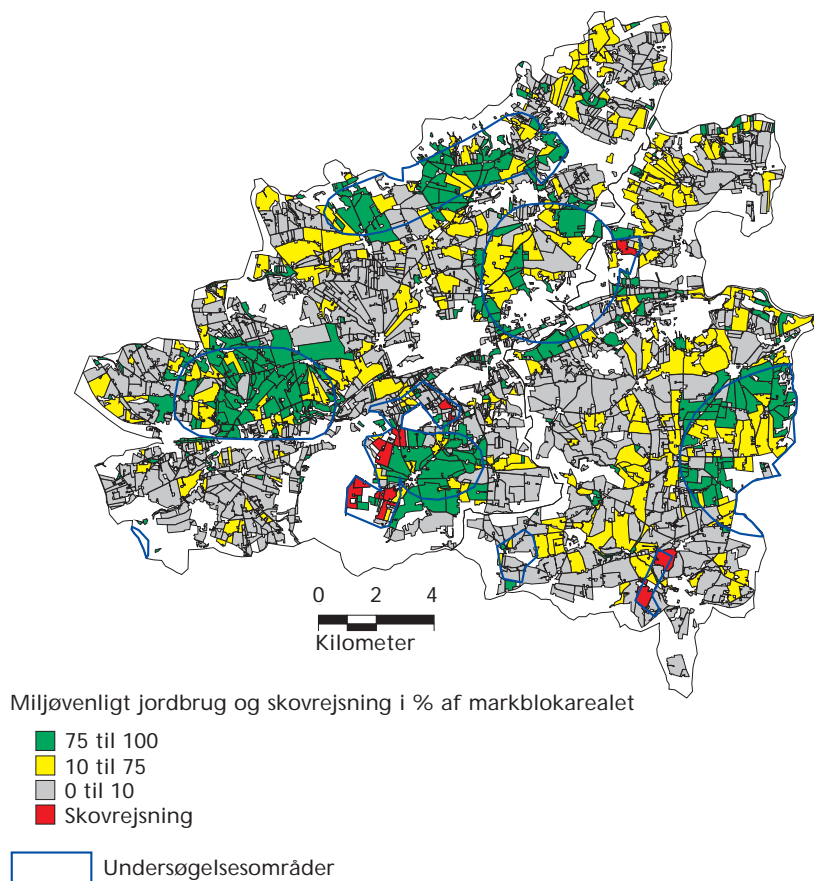 0 2 4
Kilometer
Miljøvenligt jordbrug og skovrejsning i % af markblokarealet
75 til 100
10 til 75
0 til 10
Skovrejsning
Undersøgelsesområder